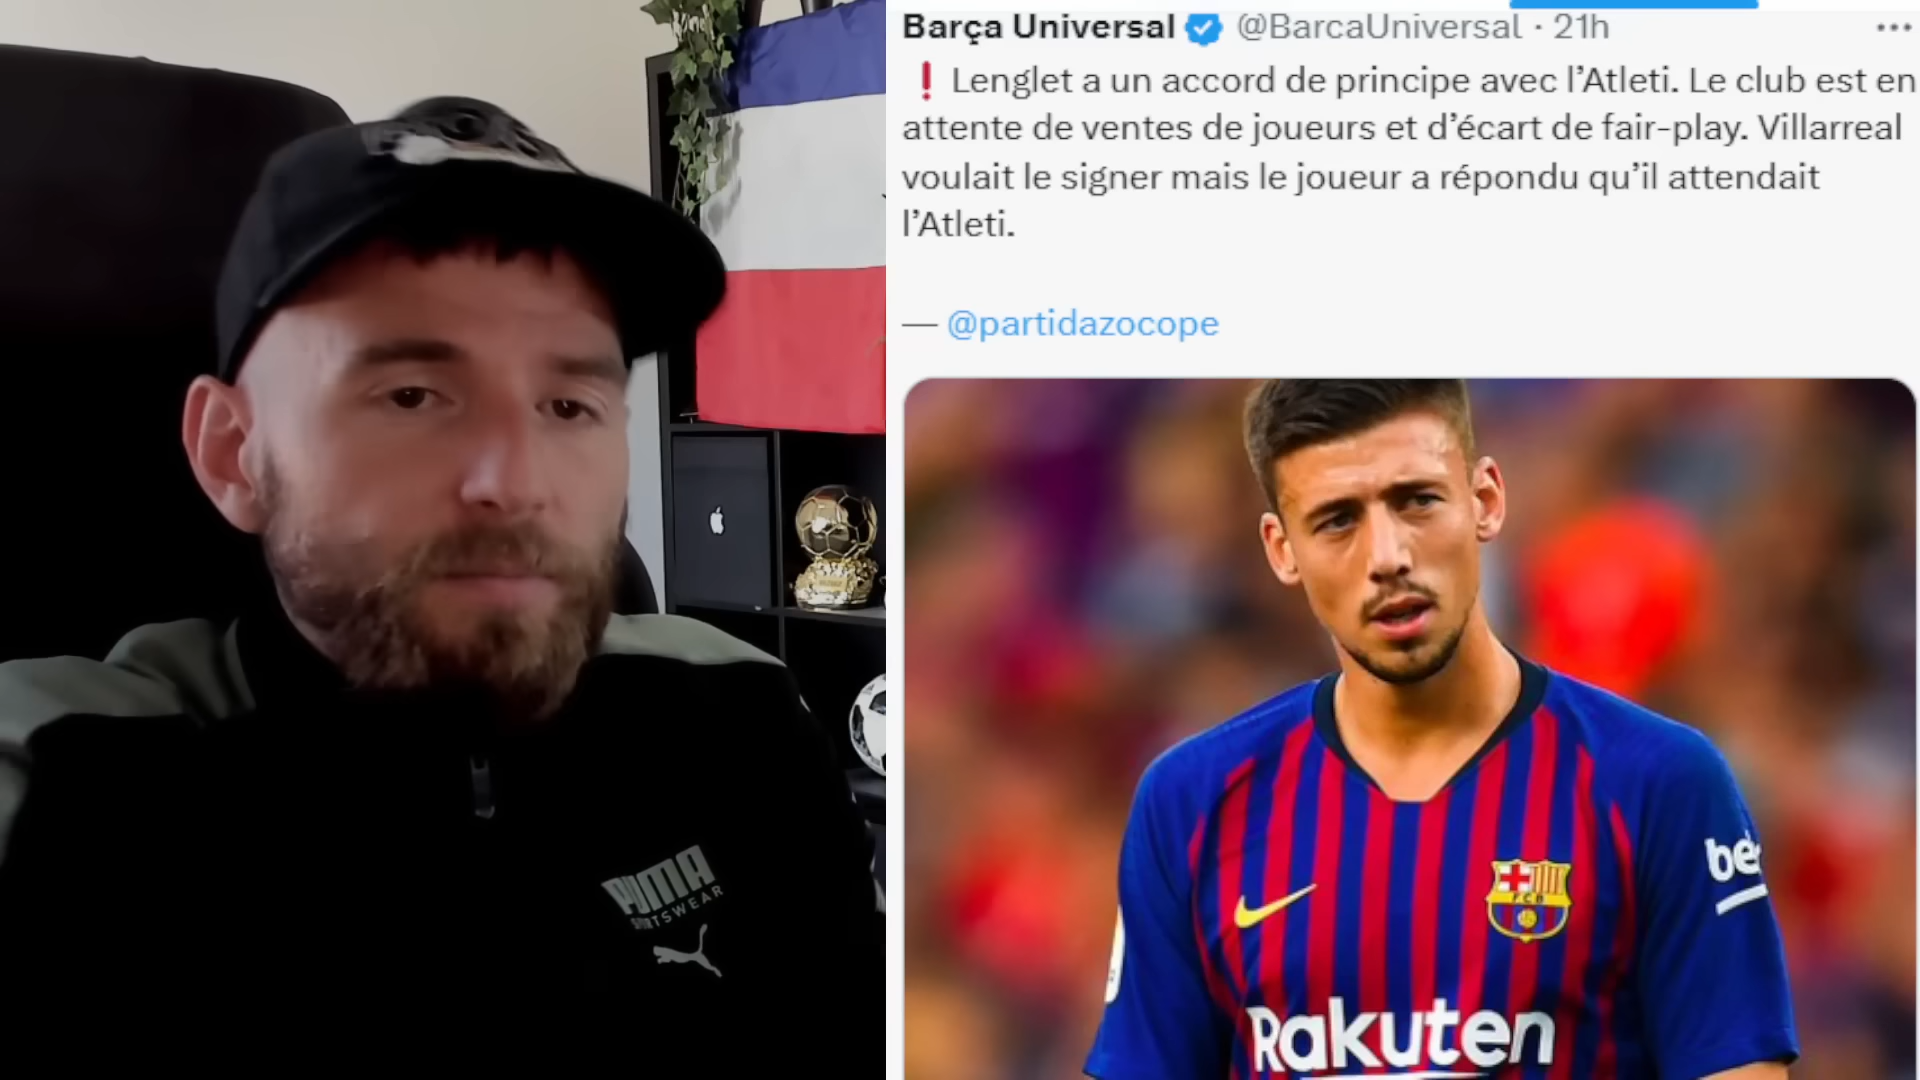 Barça Universal @BarcaUniversal · 21h
❗ Lenglet a un accord de principe avec l’Atleti. Le club est en
attente de ventes de joueurs et d’écart de fair-play. Villarreal
voulait le signer mais le joueur a répondu qu’il attendait
l’Atleti.
— @partidazocope
PUMA
SPORTSWEAR
FCB
Rakuten